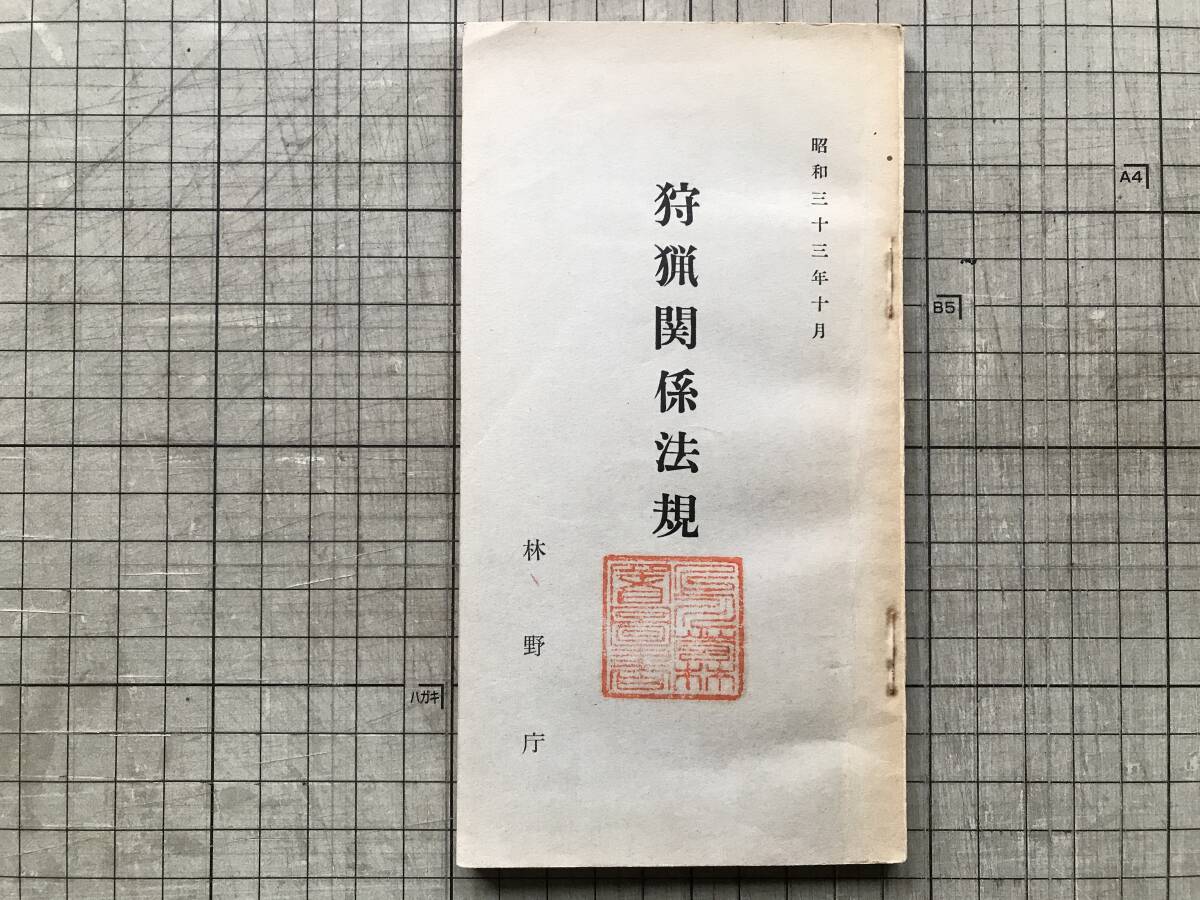 昭和三十三年十月
狩猟関係法規
林野庁
A4
B5
ハガキ